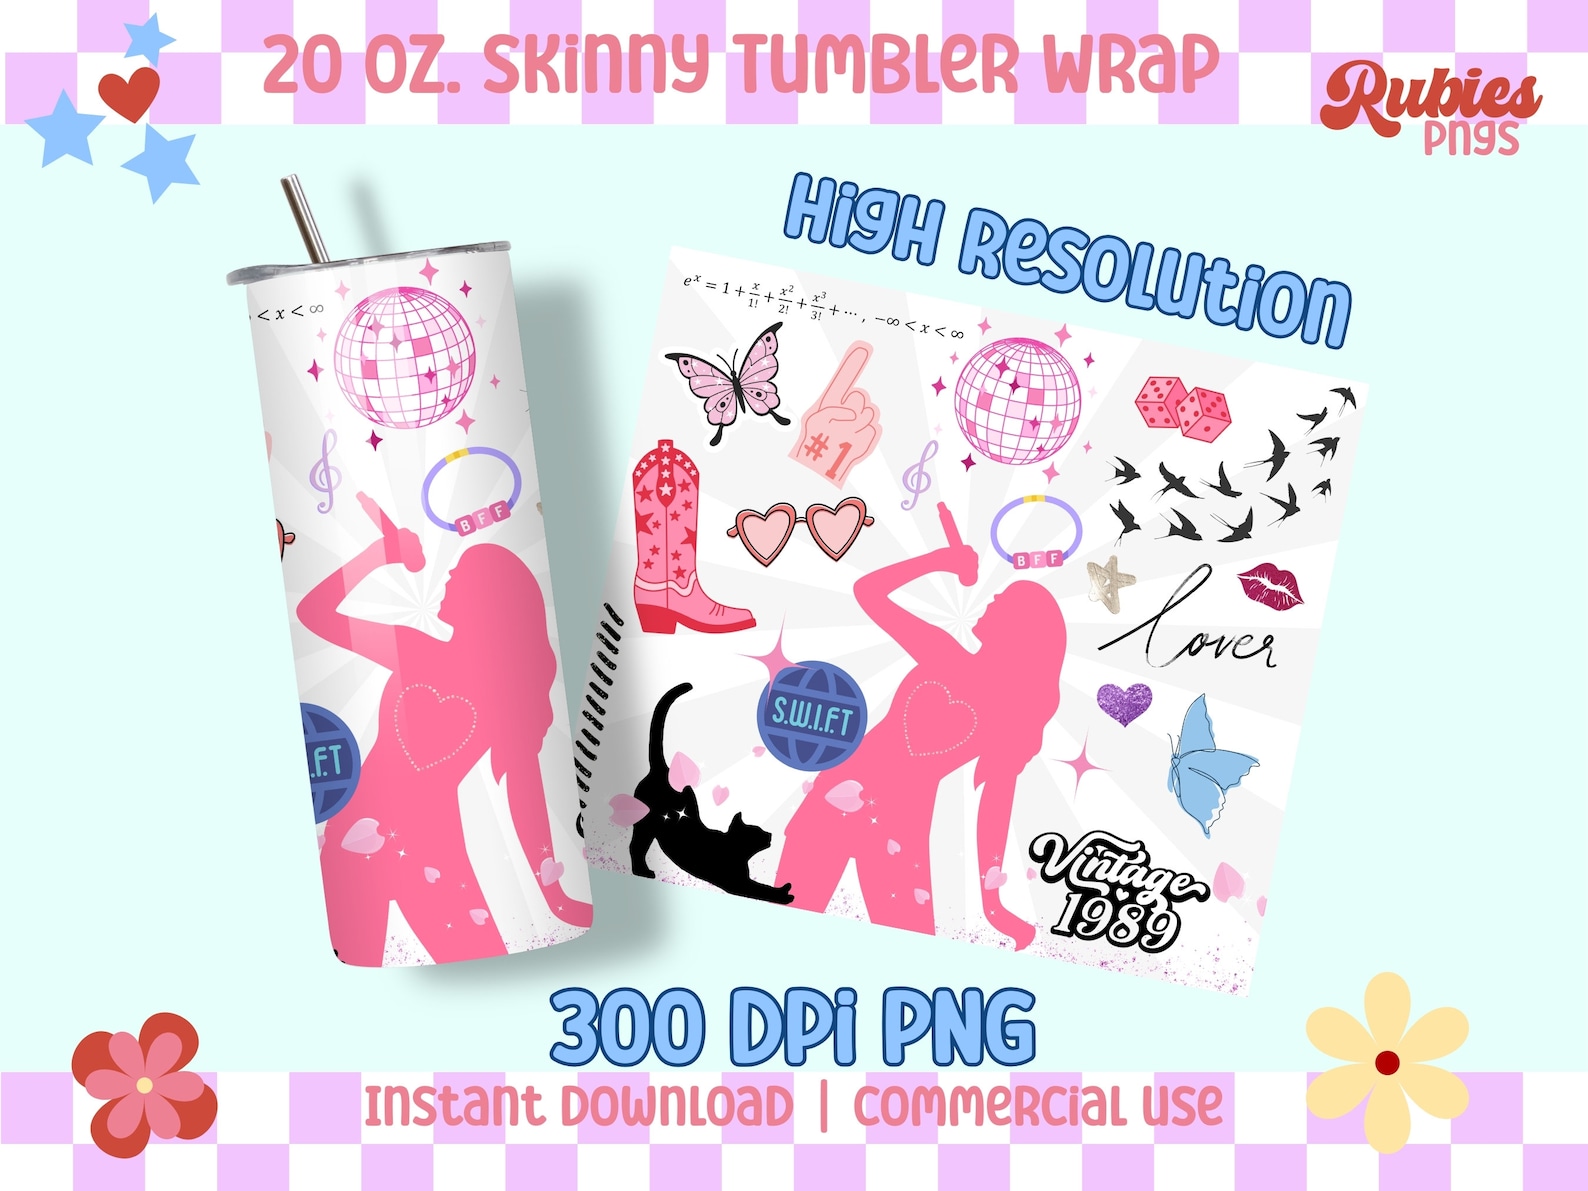 20 OZ. SKINNY TUMBLER WRAP
Rubies
PNGS
HIGH RESOLUTION
< x < ∞
BFF
.F.T
e^x = 1 + x/1! + x²/2! + x³/3! + ⋯ , −∞ < x < ∞
#1
BFF
S.W.I.F.T
Lover
Vintage
1989
300 DPI PNG
INSTANT DOWNLOAD | COMMERCIAL USE